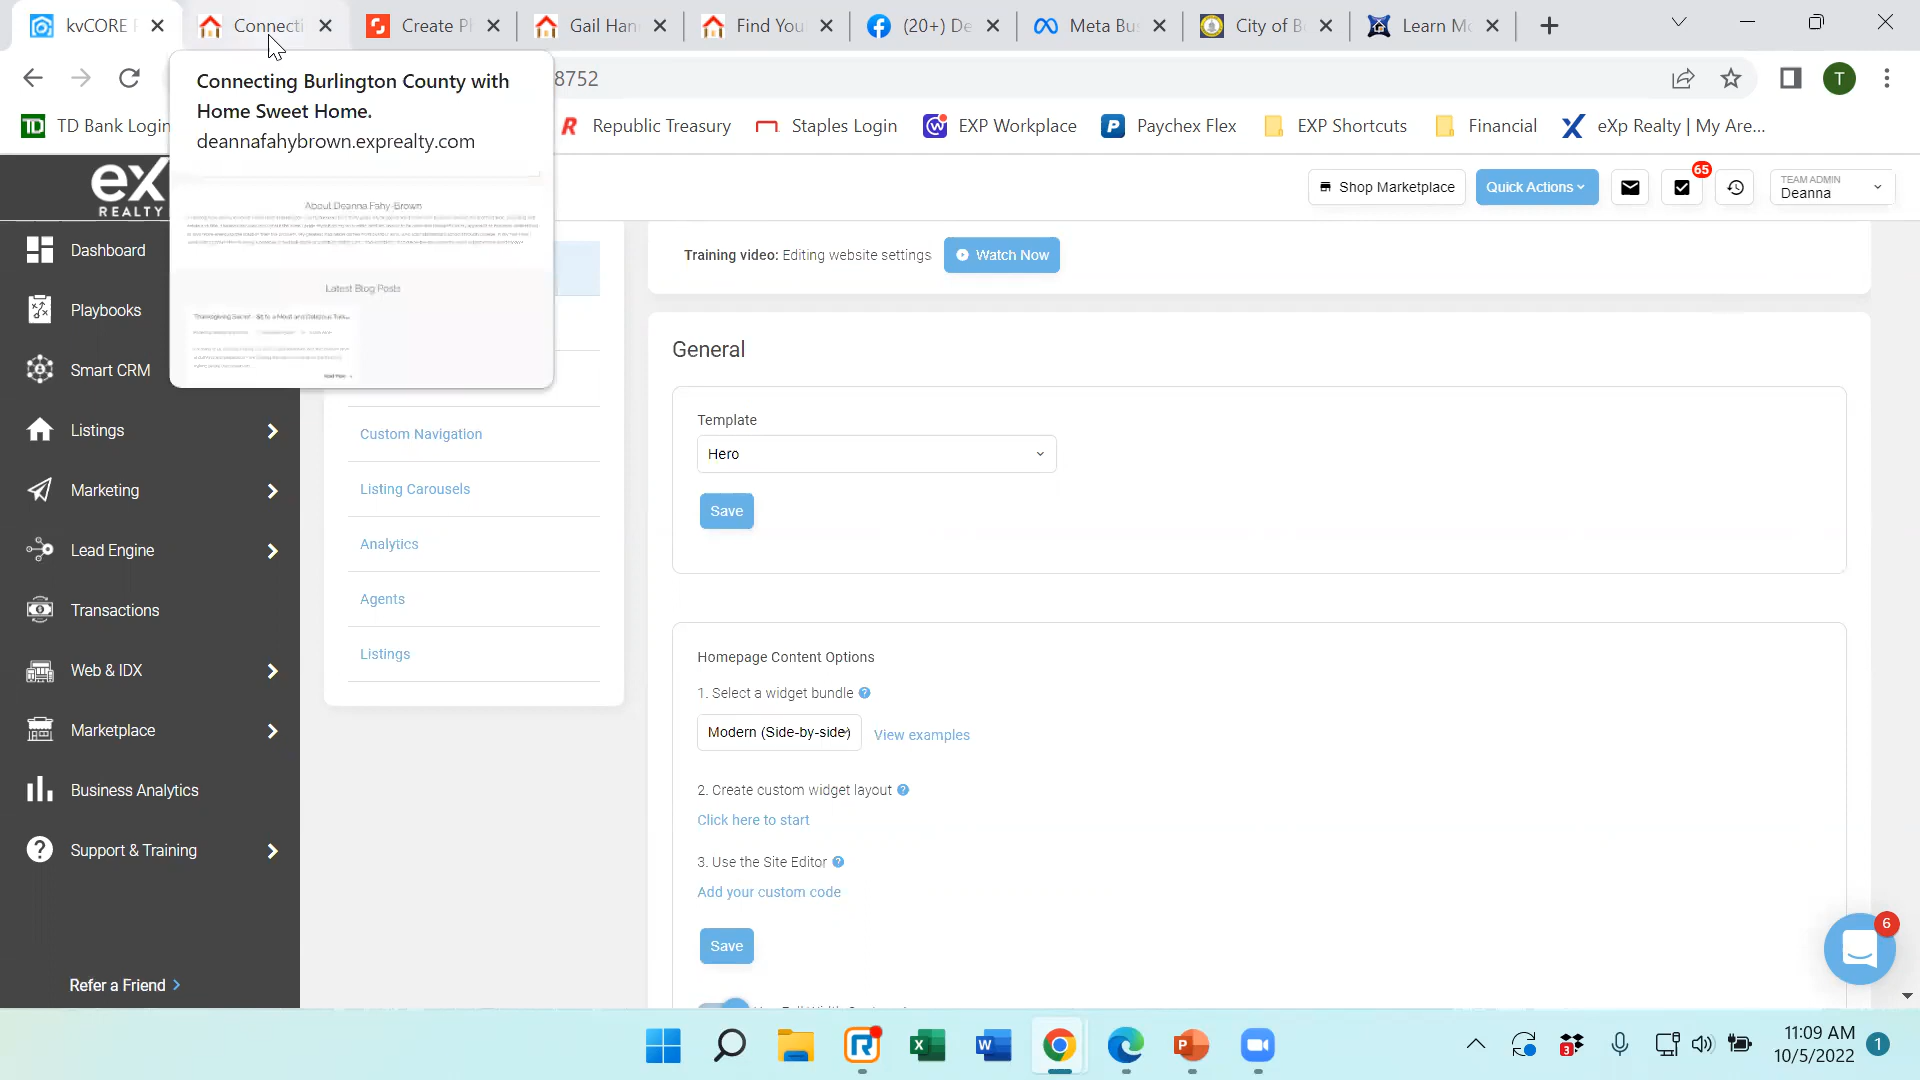 kvCORE
Connecti
Create P
Gail Han
Find You
(20+) De
Meta Bus
City of B
Learn Mo
Connecting Burlington County with
Home Sweet Home.
deannafahybrown.exprealty.com
About Deanna Fahy-Brown
Latest Blog Posts
Read More
8752
T
TD Bank Login
Republic Treasury
Staples Login
EXP Workplace
Paychex Flex
EXP Shortcuts
Financial
eXp Realty | My Are...
eX
REALTY
Shop Marketplace
Quick Actions
65
TEAM ADMIN
Deanna
Dashboard
Playbooks
Smart CRM
Listings
Marketing
Lead Engine
Transactions
Web & IDX
Marketplace
Business Analytics
Support & Training
Refer a Friend >
Custom Navigation
Listing Carousels
Analytics
Agents
Listings
Training video: Editing website settings
Watch Now
General
Template
Hero
Save
Homepage Content Options
1. Select a widget bundle
Modern (Side-by-side)
View examples
2. Create custom widget layout
Click here to start
3. Use the Site Editor
Add your custom code
Save
6
3
11:09 AM
10/5/2022
1